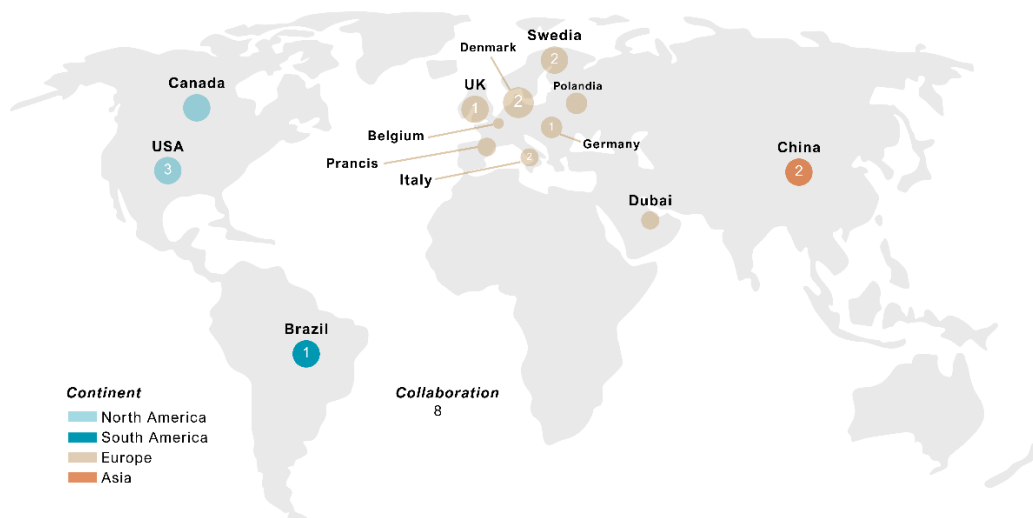 Swedia
2
Denmark
Canada
UK
1
2
Polandia
Belgium
1
Germany
USA
3
Prancis
2
Italy
China
2
Dubai
Brazil
1
Continent
North America
South America
Europe
Asia
Collaboration
8